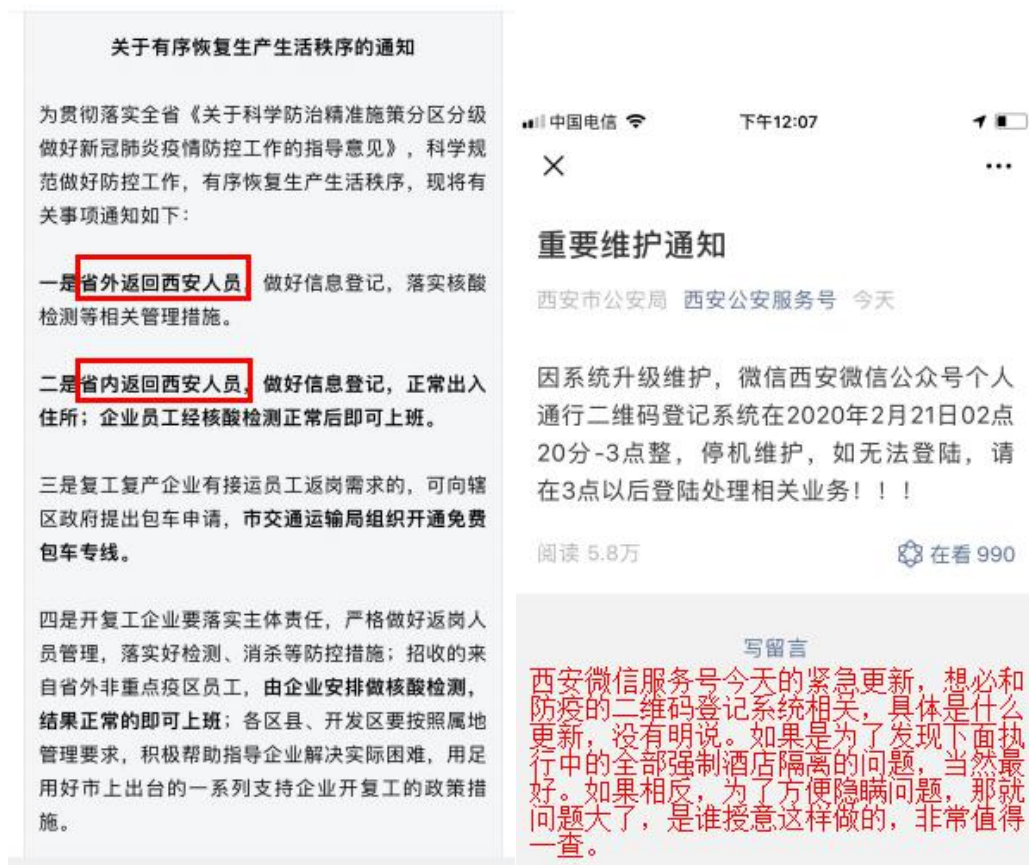 关于有序恢复生产生活秩序的通知
为贯彻落实全省《关于科学防治精准施策分区分级
做好新冠肺炎疫情防控工作的指导意见》，科学规
范做好防控工作，有序恢复生产生活秩序，现将有
关事项通知如下：
一是省外返回西安人员，做好信息登记，落实核酸
检测等相关管理措施。
二是省内返回西安人员，做好信息登记，正常出入
住所；企业员工经核酸检测正常后即可上班。
三是复工复产企业有接运员工返岗需求的，可向辖
区政府提出包车申请，市交通运输局组织开通免费
包车专线。
四是开复工企业要落实主体责任，严格做好返岗人
员管理，落实好检测、消杀等防控措施；招收的来
自省外非重点疫区员工，由企业安排做核酸检测，
结果正常的即可上班；各区县、开发区要按照属地
管理要求，积极帮助指导企业解决实际困难，用足
用好市上出台的一系列支持企业开复工的政策措
施。
中国电信 下午12:07
重要维护通知
西安市公安局 西安公安服务号 今天
因系统升级维护，微信西安微信公众号个人
通行二维码登记系统在2020年2月21日02点
20分-3点整，停机维护，如无法登陆，请
在3点以后登陆处理相关业务！！！
阅读 5.8万 在看 990
写留言
西安微信服务号今天的紧急更新，想必和
防疫的二维码登记系统相关，具体是什么
更新，没有明说。如果是为了发现下面执
行中的全部强制酒店隔离的问题，当然最
好。如果相反，为了方便隐瞒问题，那就
问题大了，是谁授意这样做的，非常值得
一查。